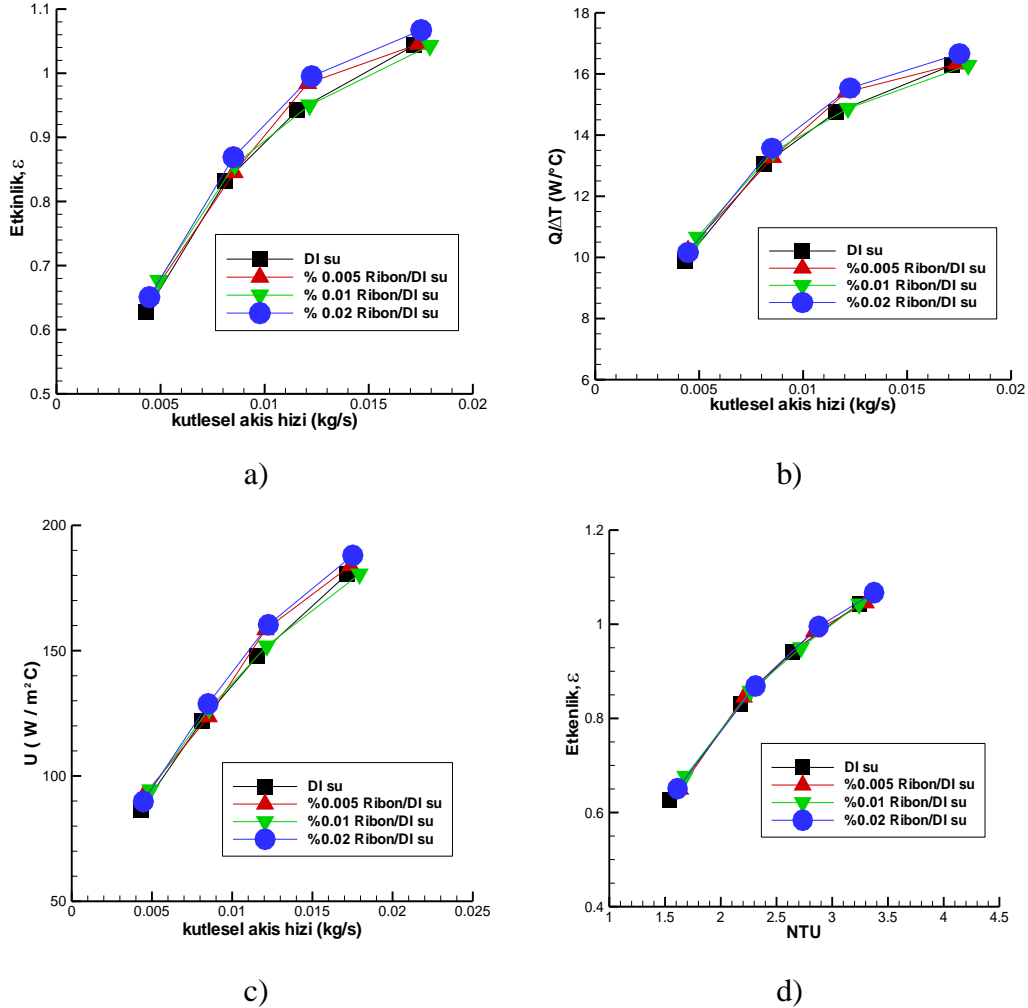 1.1
1
0.9
0.8
0.7
0.6
0.5
Etkinlik, ε
DI su
% 0.005 Ribon/DI su
% 0.01 Ribon/DI su
% 0.02 Ribon/DI su
0 0.005 0.01 0.015 0.02
kutlesel akis hizi (kg/s)
a)
18
16
14
12
10
8
6
Q/ΔT (W/°C)
DI su
%0.005 Ribon/DI su
%0.01 Ribon/DI su
%0.02 Ribon/DI su
0 0.005 0.01 0.015 0.02
kutlesel akis hizi (kg/s)
b)
200
150
100
50
U ( W / m² C)
DI su
%0.005 Ribon/DI su
%0.01 Ribon/DI su
%0.02 Ribon/DI su
0 0.005 0.01 0.015 0.02 0.025
kutlesel akis hizi (kg/s)
c)
1.2
1
0.8
0.6
0.4
Etkenlik, ε
DI su
%0.005 Ribon/DI su
%0.01 Ribon/DI su
%0.02 Ribon/DI su
1 1.5 2 2.5 3 3.5 4 4.5
NTU
d)